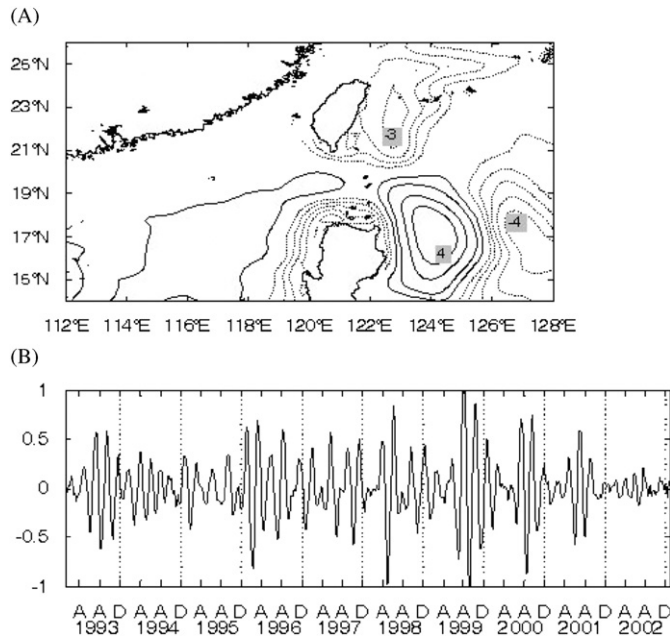 (A)
25°N
23°N
21°N
19°N
17°N
15°N
-3
4
-4
112°E 114°E 116°E 118°E 120°E 122°E 124°E 126°E 128°E
(B)
1
0.5
0
-0.5
-1
A A D A A D A A D A A D A A D A A D A A D A A D A A D A A D
1993 1994 1995 1996 1997 1998 1999 2000 2001 2002